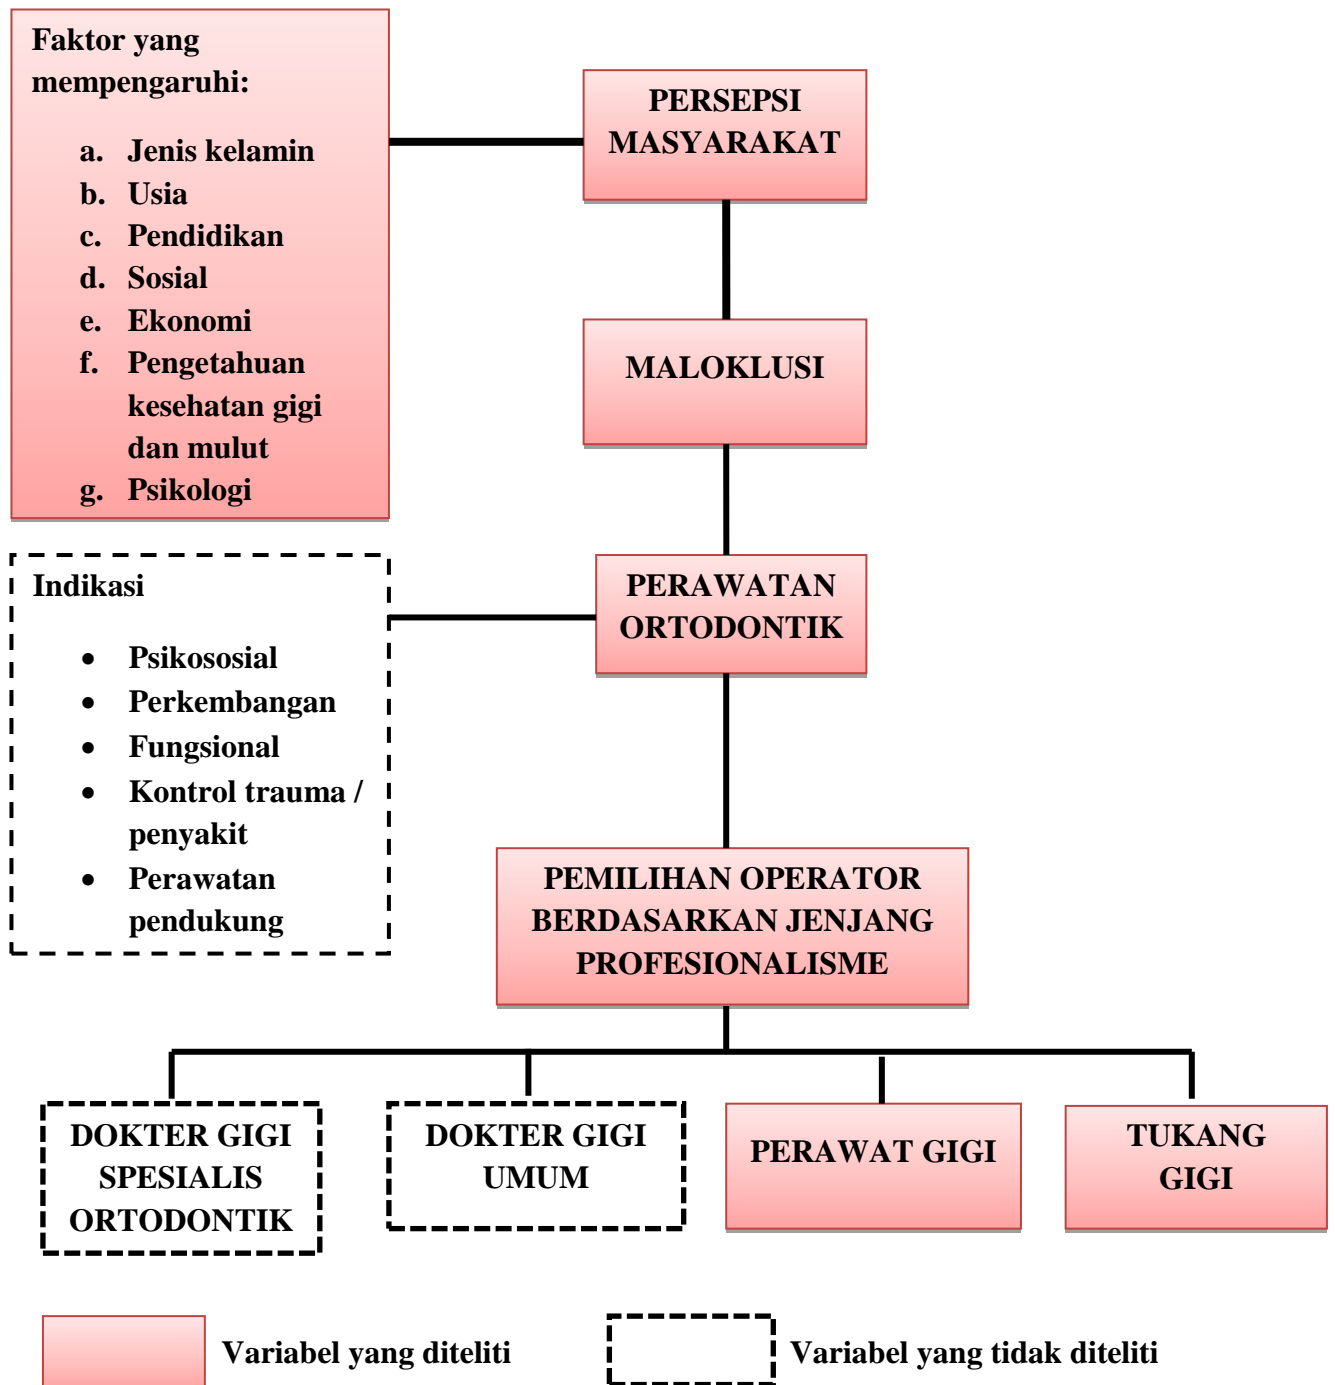 Faktor yang
mempengaruhi:
a. Jenis kelamin
b. Usia
c. Pendidikan
d. Sosial
e. Ekonomi
f. Pengetahuan
kesehatan gigi
dan mulut
g. Psikologi
PERSEPSI
MASYARAKAT
MALOKLUSI
Indikasi
• Psikososial
• Perkembangan
• Fungsional
• Kontrol trauma /
penyakit
• Perawatan
pendukung
PERAWATAN
ORTODONTIK
PEMILIHAN OPERATOR
BERDASARKAN JENJANG
PROFESIONALISME
DOKTER GIGI
SPESIALIS
ORTODONTIK
DOKTER GIGI
UMUM
PERAWAT GIGI
TUKANG
GIGI
Variabel yang diteliti
Variabel yang tidak diteliti